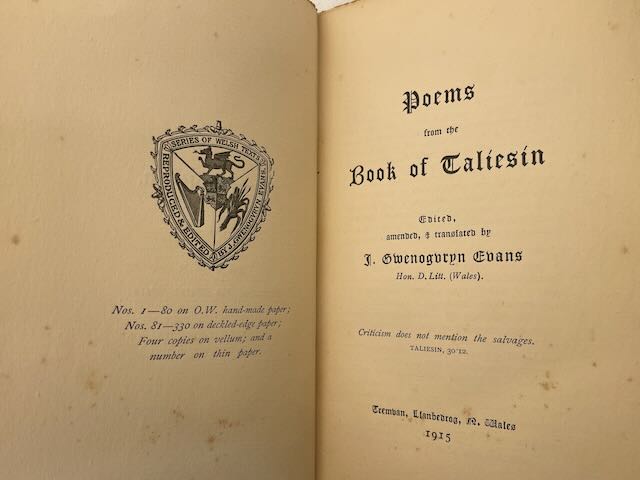 A
SERIES OF WELSH TEXTS
REPRODUCED & EDITED
BY J. GWENOGVRYN EVANS.
Nos. 1—80 on O.W. hand-made paper;
Nos. 81—330 on deckled-edge paper;
Four copies on vellum; and a
number on thin paper.
Poems
from the
Book of Taliesin
Edited,
amended, & translated by
J. Gwenogvryn Evans
Hon. D. Litt. (Wales).
Criticism does not mention the salvages.
TALIESIN, 30·12.
Tremvan, Llanbedrog, N. Wales
1915